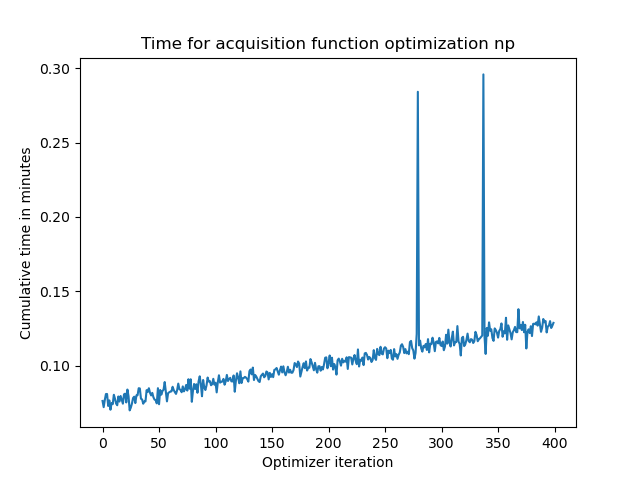 Time for acquisition function optimization np
0.30
0.25
0.20
0.15
0.10
Cumulative time in minutes
0 50 100 150 200 250 300 350 400
Optimizer iteration